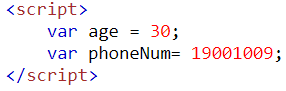 <script>
    var age = 30;
    var phoneNum= 19001009;
</script>